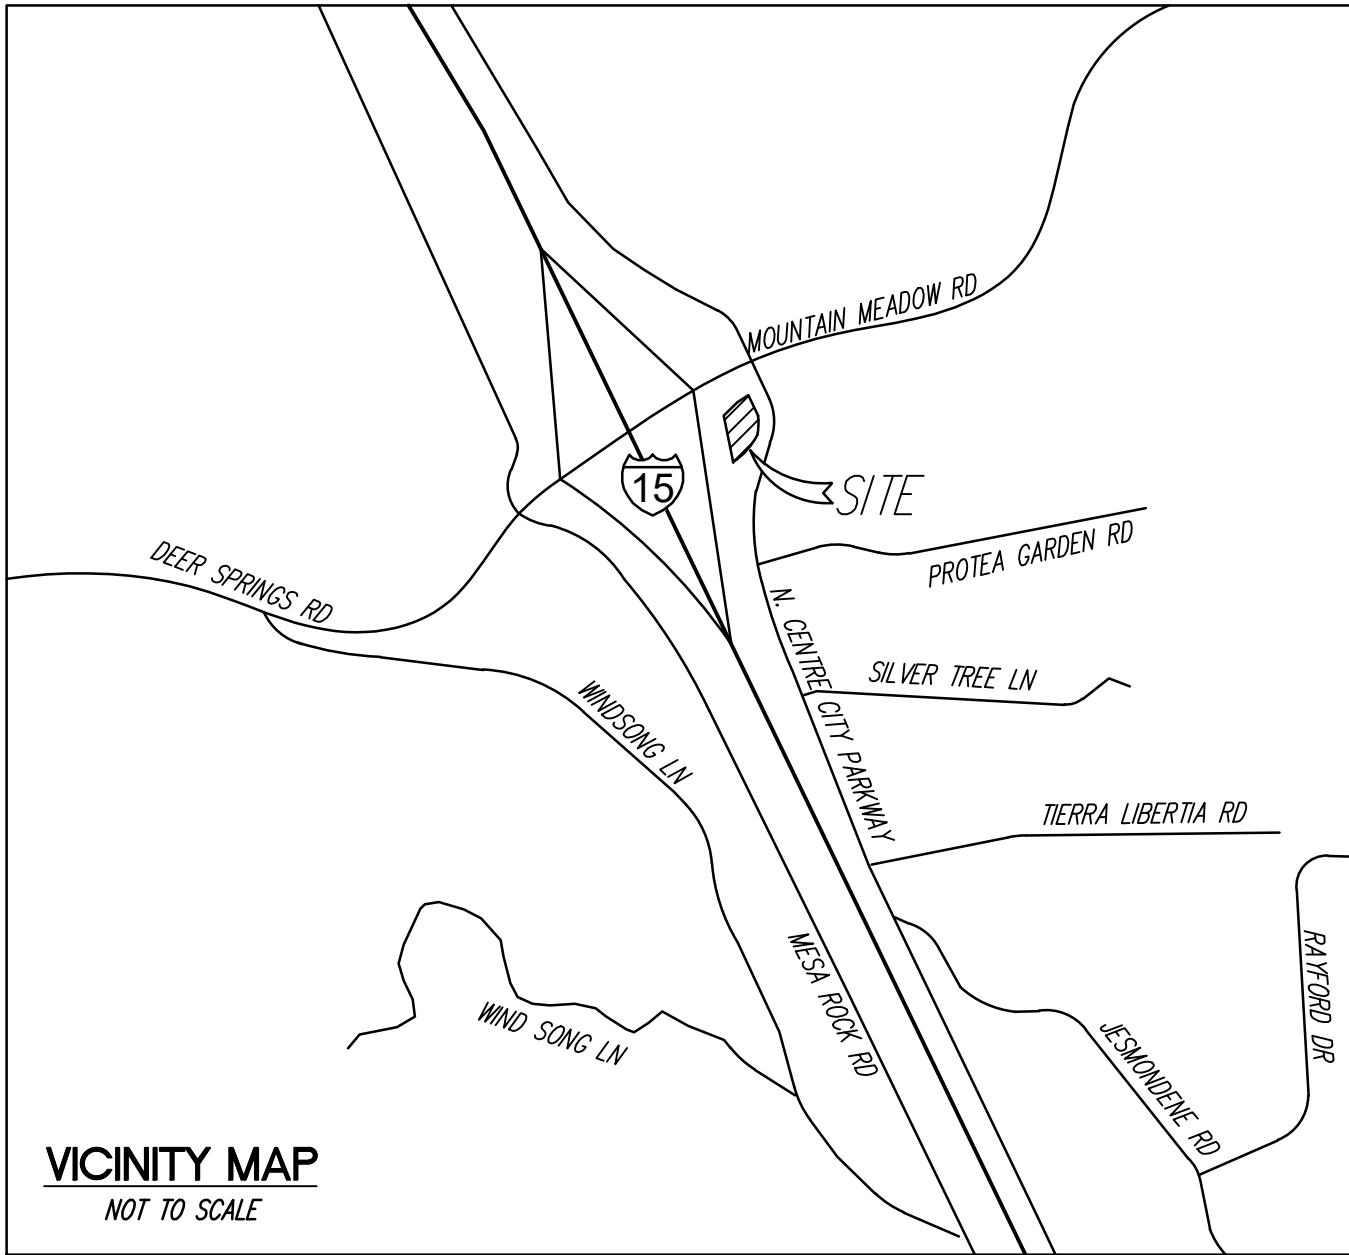 MOUNTAIN MEADOW RD
15
SITE
DEER SPRINGS RD
PROTEA GARDEN RD
N. CENTRE CITY PARKWAY
SILVER TREE LN
WINDSONG LN
TIERRA LIBERTIA RD
MESA ROCK RD
RAYFORD DR
WIND SONG LN
JESMONDENE RD
VICINITY MAP
NOT TO SCALE